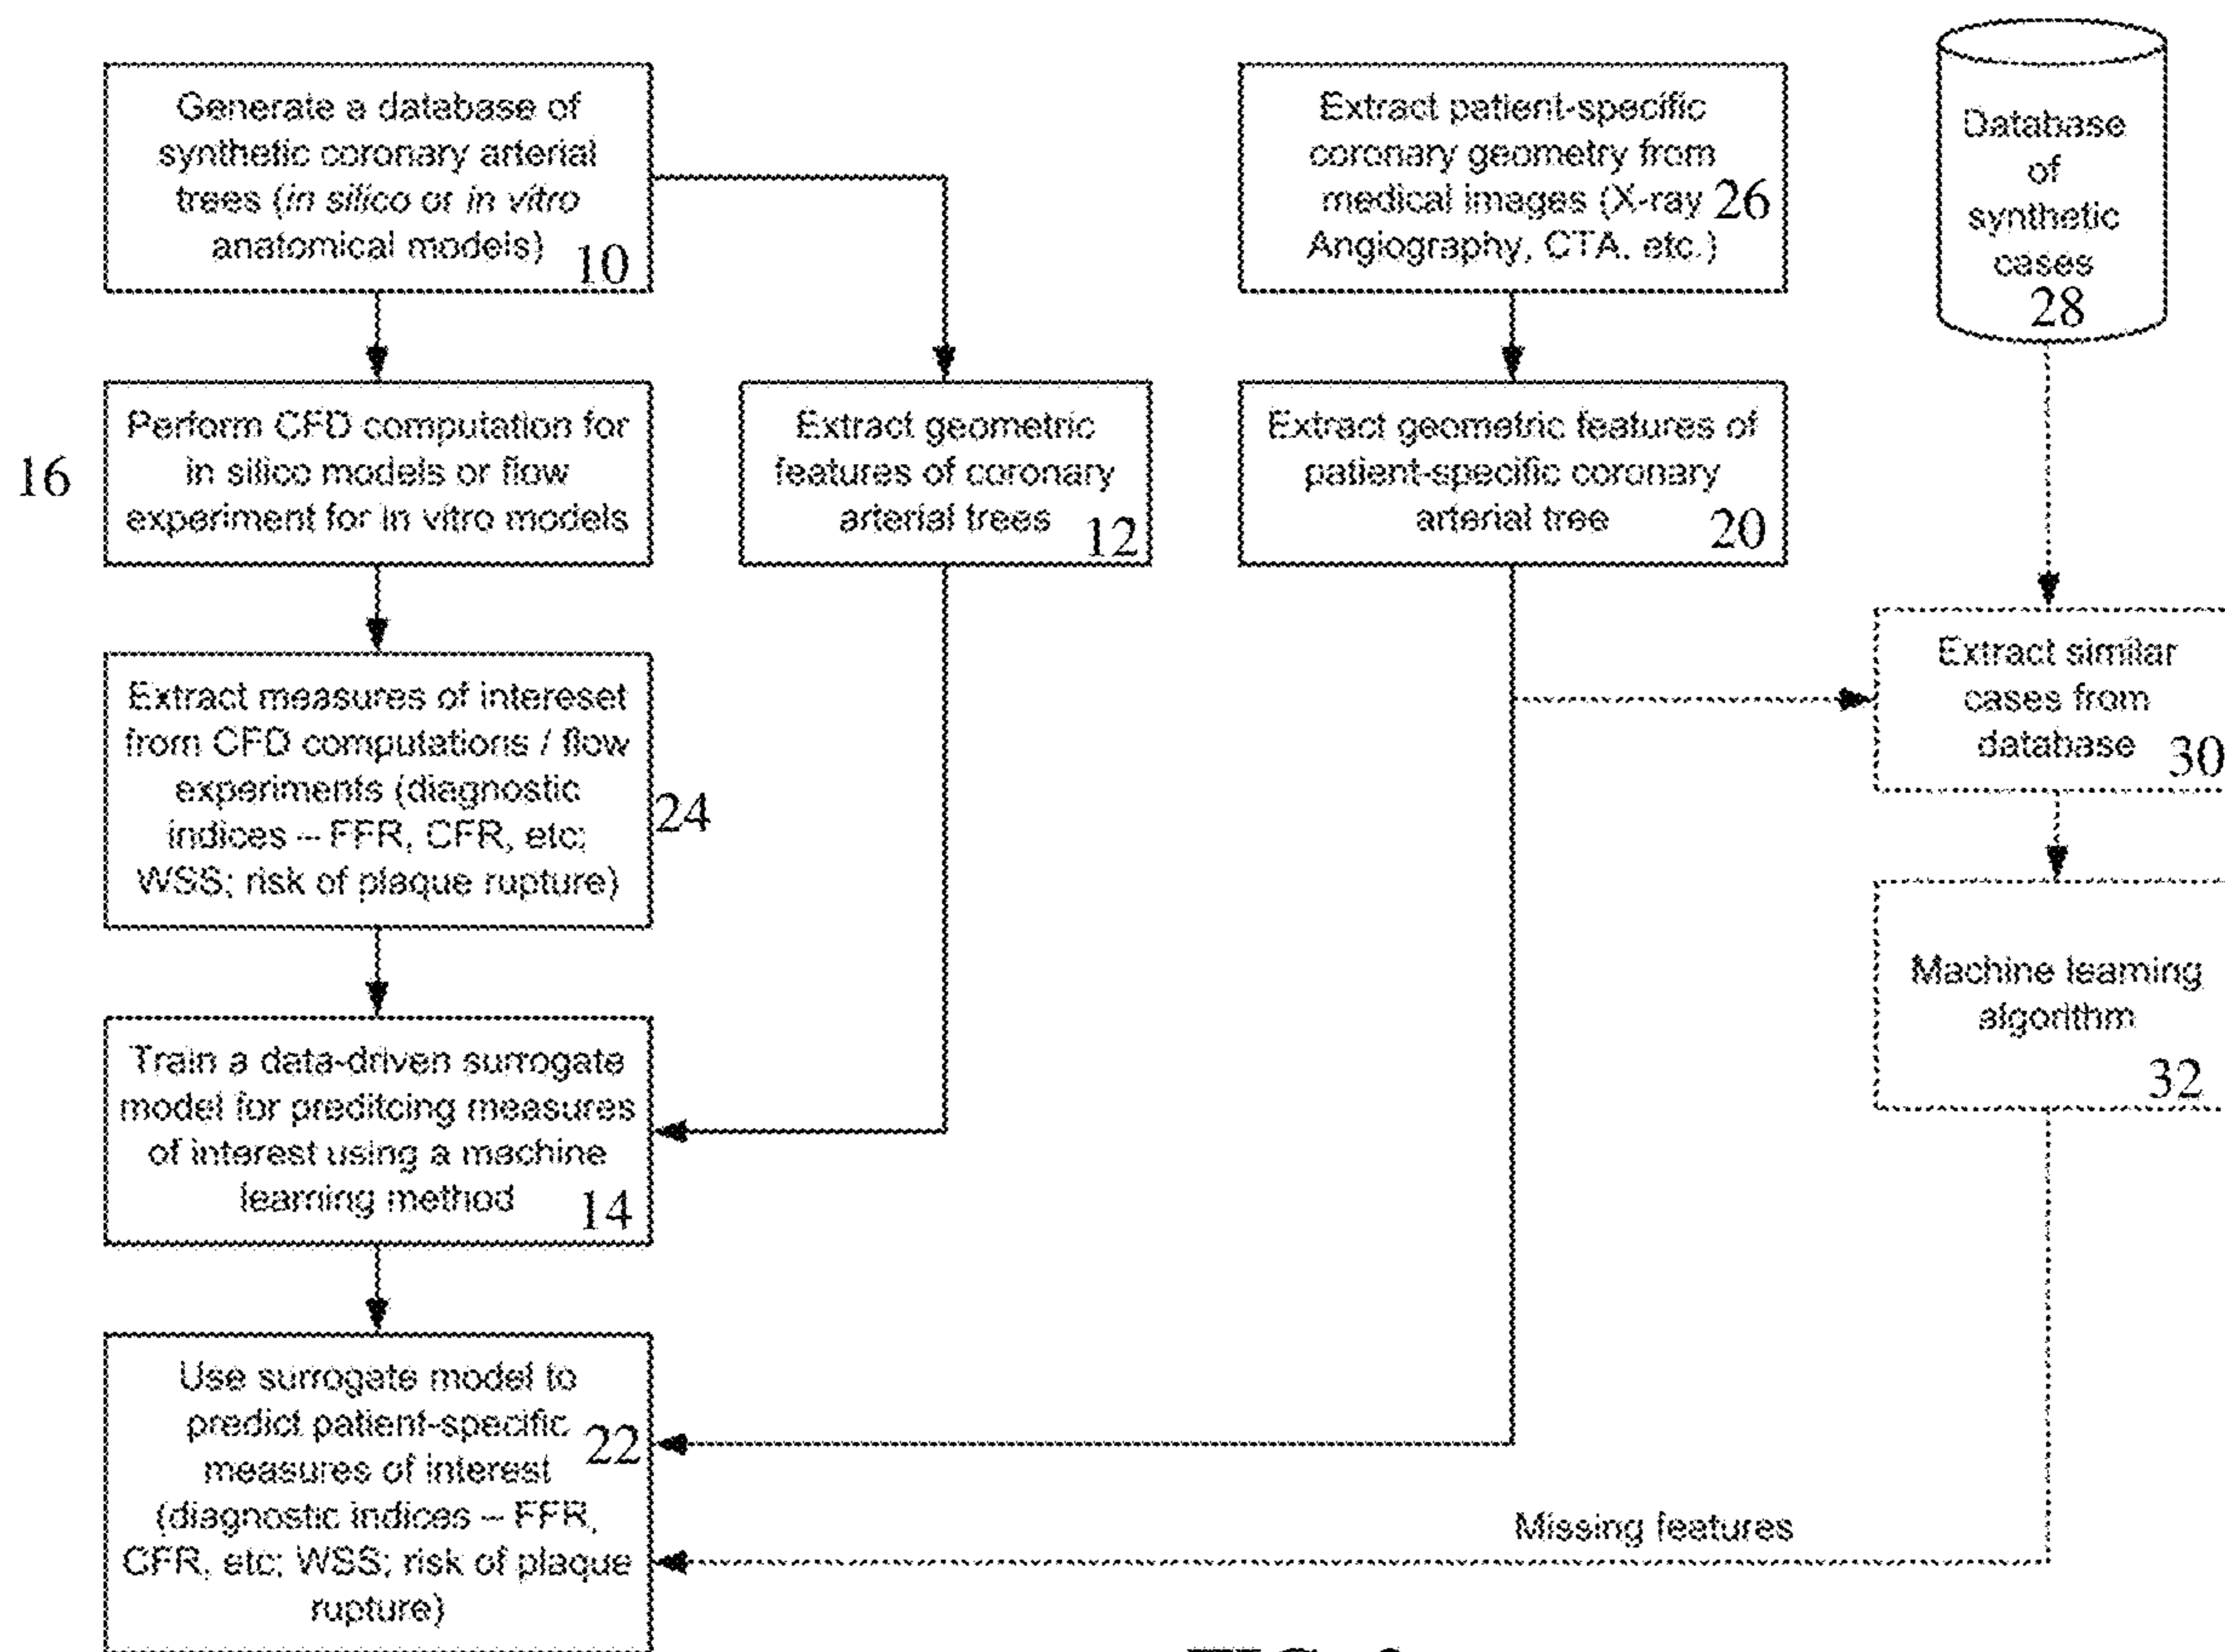 Generate a database of
synthetic coronary arterial
trees (in silico or in vitro
anatomical models)
10
Extract patient-specific
coronary geometry from
medical images (X-ray 26
Angiography, CTA. etc.)
Database
of
synthetic
cases
28
16
Perform CFD computation for
in silico models or flow
experiment for in vitro models
Extract geometric
features of coronary
arterial trees
12
Extract geometric features of
patient-specific coronary
arterial tree
20
Extract measures of intereset
from CFD computations / flow
experiments (diagnostic
indices – FFR, CFR, etc;
WSS; risk of plaque rupture)
24
Extract similar
cases from
database
30
Train a data-driven surrogate
model for preditcing measures
of interest using a machine
learning method
14
Machine learning
algorithm
32
Use surrogate model to
predict patient-specific
measures of interest
(diagnostic indices – FFR,
CFR, etc; WSS; risk of plaque
rupture)
22
Missing features